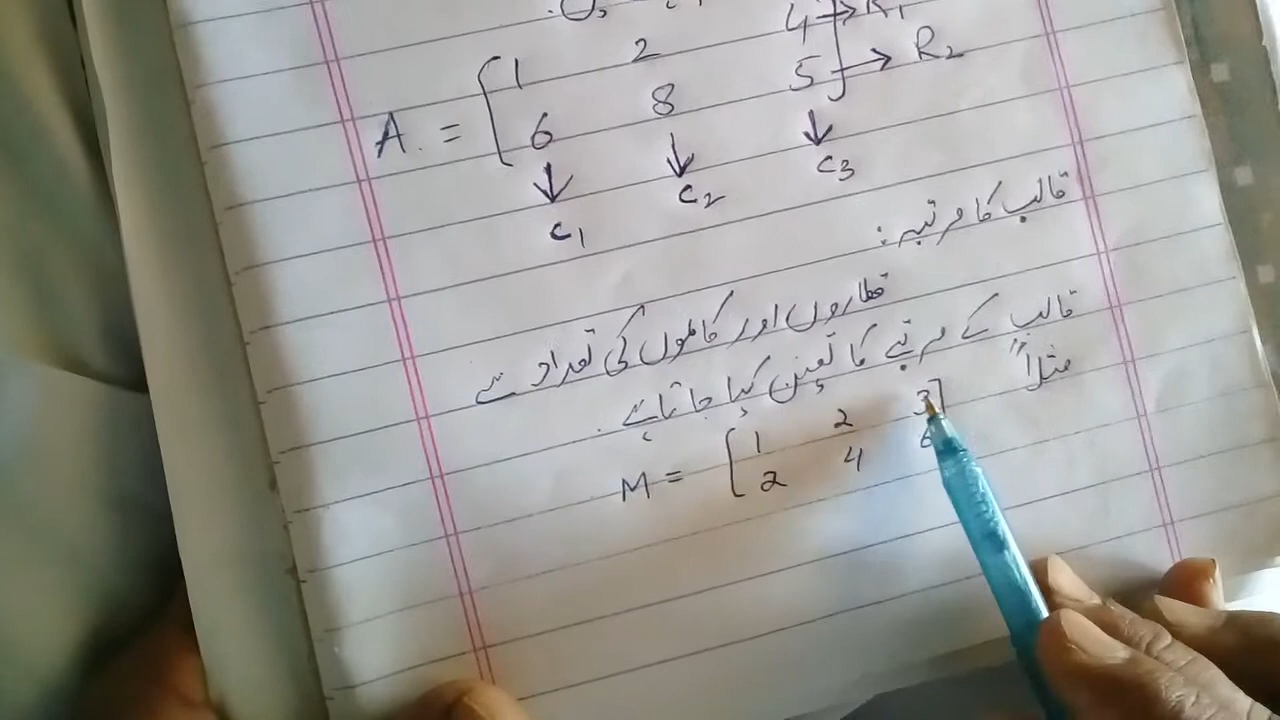 4 → R1
A = [ 1 2 5 ] → R2
6 8
↓ ↓ ↓
C1 C2 C3
قالب کا مرتبہ :
قطاروں اور کالموں کی تعداد سے
قالب کے مرتبے کا تعین کیا جاتا ہے۔
مثلاً
M = [ 1 2 3 ]
2 4 6